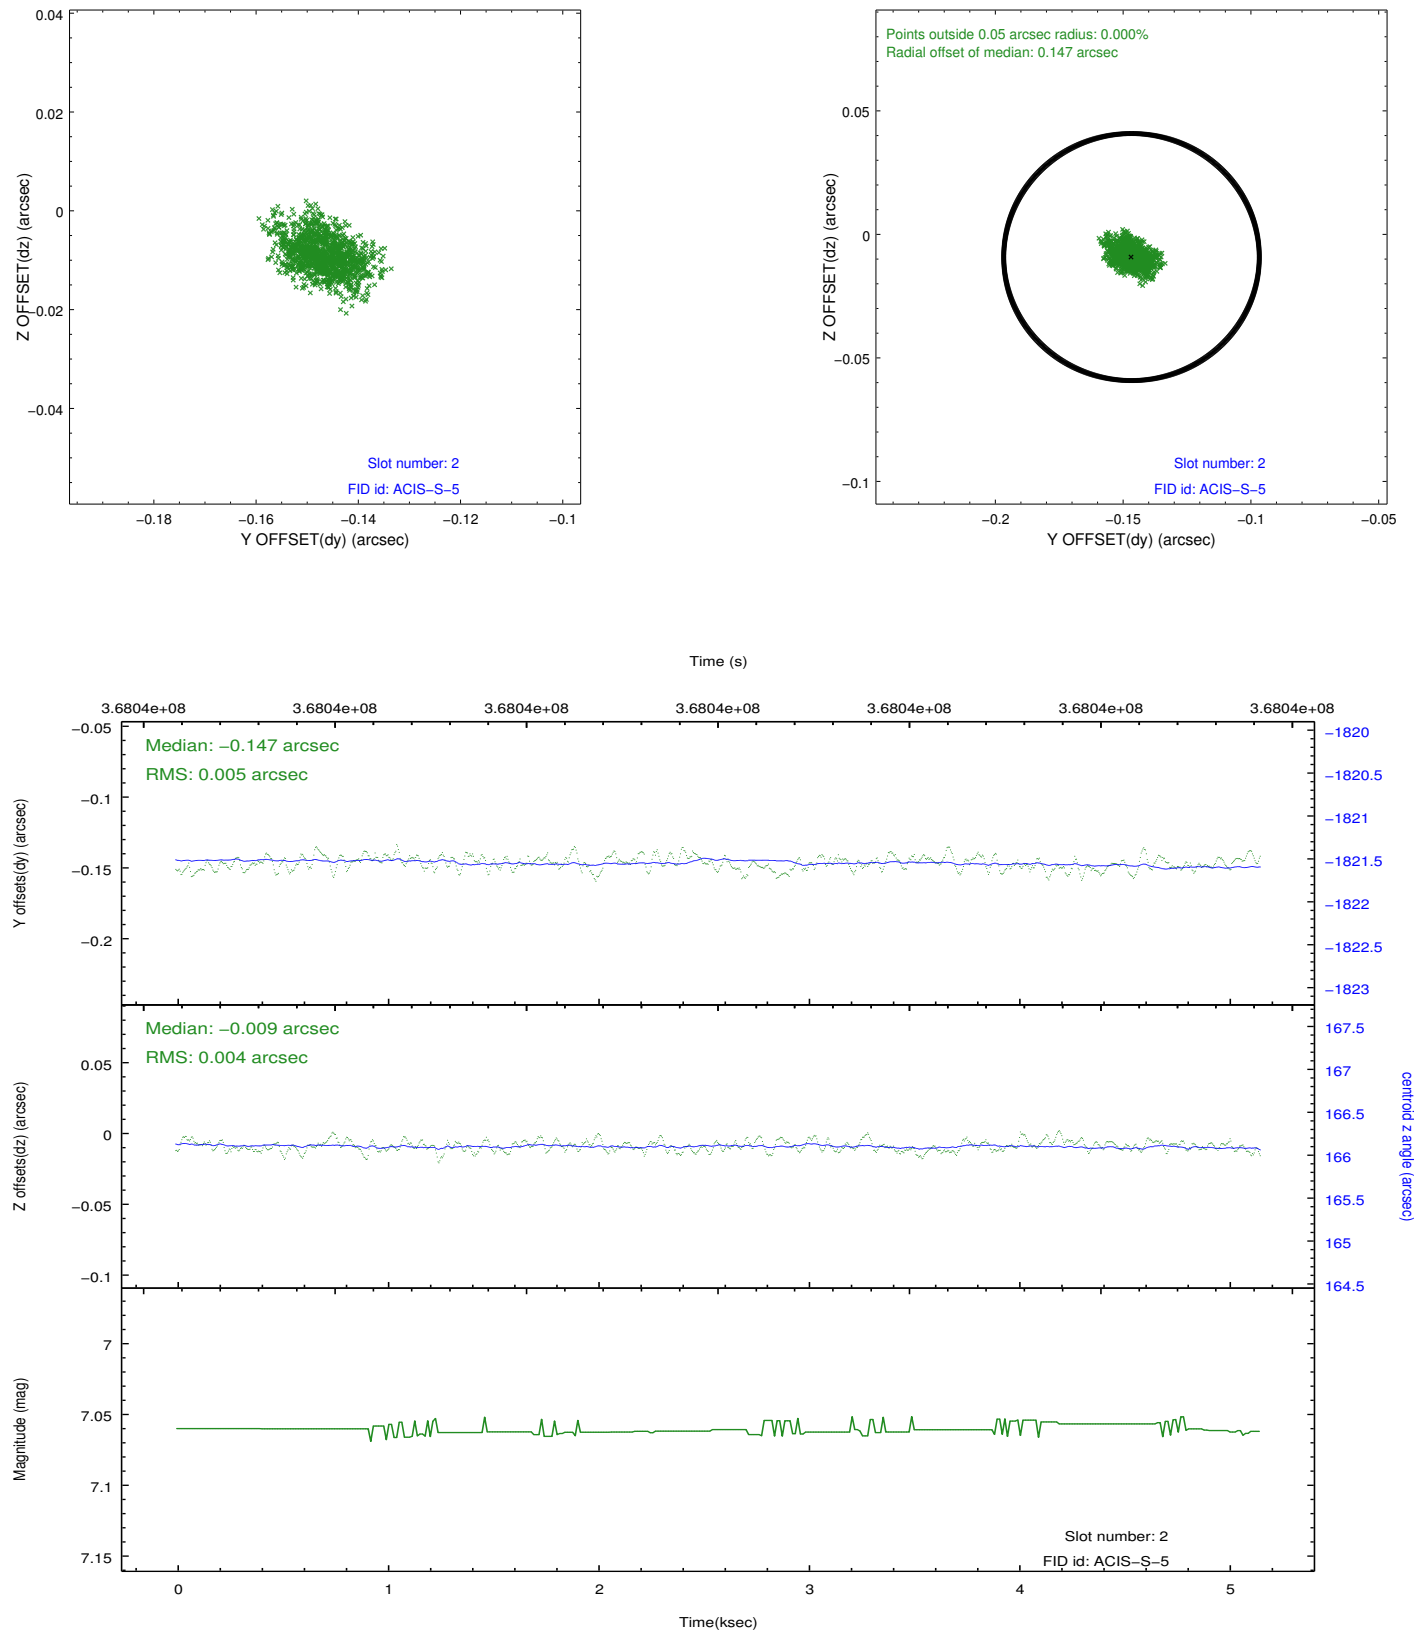 0.04
0.02
0
−0.02
−0.04
Z OFFSET(dz) (arcsec)
Slot number: 2
FID id: ACIS−S−5
−0.18 −0.16 −0.14 −0.12 −0.1
Y OFFSET(dy) (arcsec)
Points outside 0.05 arcsec radius: 0.000%
Radial offset of median: 0.147 arcsec
0.05
0
−0.05
−0.1
Z OFFSET(dz) (arcsec)
Slot number: 2
FID id: ACIS−S−5
−0.2 −0.15 −0.1 −0.05
Y OFFSET(dy) (arcsec)
Time (s)
3.6804e+08 3.6804e+08 3.6804e+08 3.6804e+08 3.6804e+08 3.6804e+08 3.6804e+08
Median: −0.147 arcsec
RMS: 0.005 arcsec
−0.05
−0.1
−0.15
−0.2
Y offsets(dy) (arcsec)
−1820
−1820.5
−1821
−1821.5
−1822
−1822.5
−1823
Median: −0.009 arcsec
RMS: 0.004 arcsec
0.05
0
−0.05
−0.1
Z offsets(dz) (arcsec)
167.5
167
166.5
166
165.5
165
164.5
centroid z angle (arcsec)
7
7.05
7.1
7.15
Magnitude (mag)
Slot number: 2
FID id: ACIS−S−5
0 1 2 3 4 5
Time(ksec)